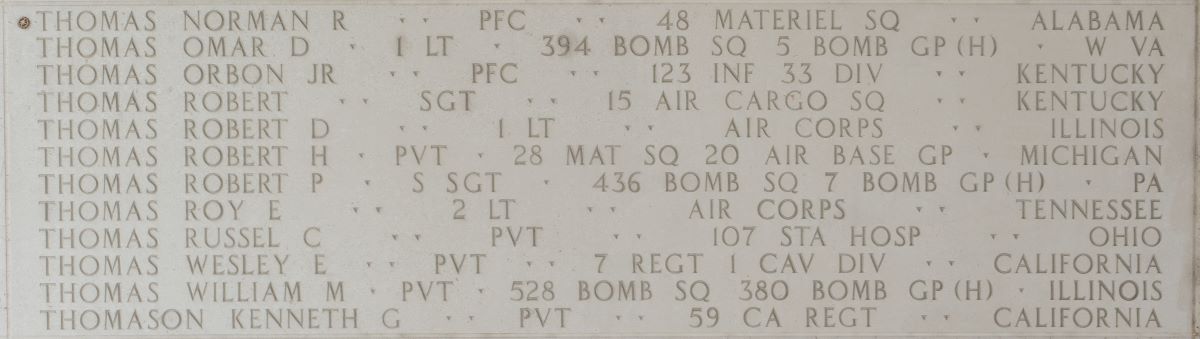 THOMAS NORMAN R · · PFC · · 48 MATERIEL SQ · · ALABAMA
THOMAS OMAR D · 1 LT · 394 BOMB SQ 5 BOMB GP (H) · W VA
THOMAS ORBON JR · · PFC · · 123 INF 33 DIV · · KENTUCKY
THOMAS ROBERT · · SGT · · 15 AIR CARGO SQ · · KENTUCKY
THOMAS ROBERT D · · 1 LT · · AIR CORPS · · ILLINOIS
THOMAS ROBERT H · PVT · 28 MAT SQ 20 AIR BASE GP · MICHIGAN
THOMAS ROBERT P · S SGT · 436 BOMB SQ 7 BOMB GP (H) · PA
THOMAS ROY E · · 2 LT · · AIR CORPS · · TENNESSEE
THOMAS RUSSEL C · · PVT · · 107 STA HOSP · · OHIO
THOMAS WESLEY E · · PVT · · 7 REGT 1 CAV DIV · · CALIFORNIA
THOMAS WILLIAM M · PVT · 528 BOMB SQ 380 BOMB GP (H) · ILLINOIS
THOMASON KENNETH G · · PVT · · 59 CA REGT · · CALIFORNIA